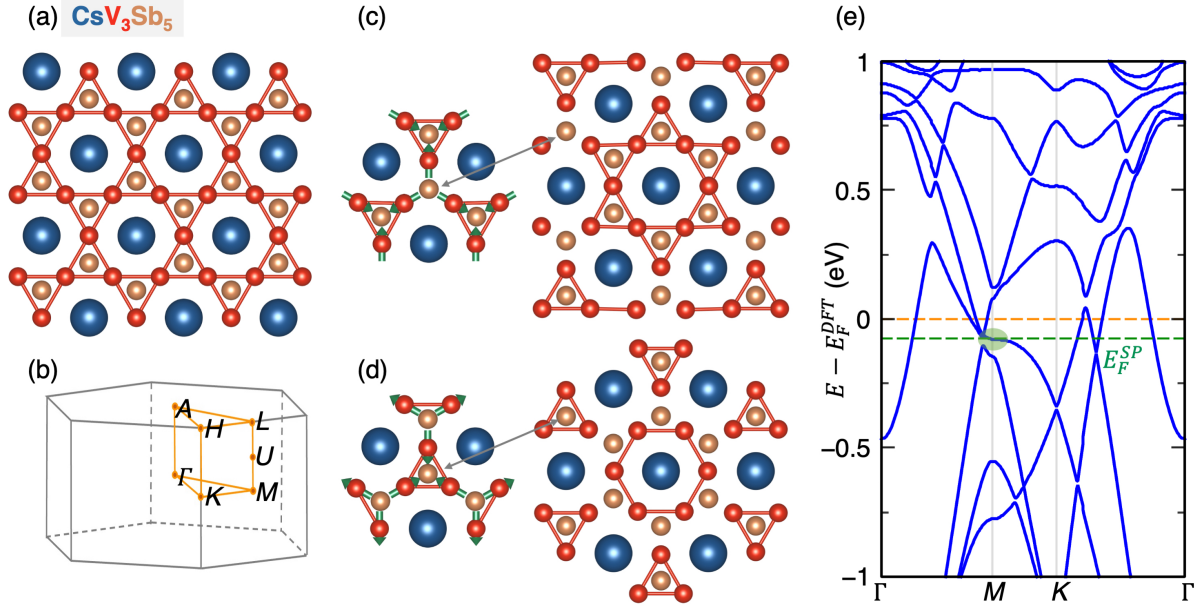 (a) CsV₃Sb₅
(b)
A
L
H
U
Γ
K
M
(c)
(d)
(e)
E − E_F^{DFT} (eV)
1
0.5
0
−0.5
−1
E_F^{SP}
Γ M K Γ